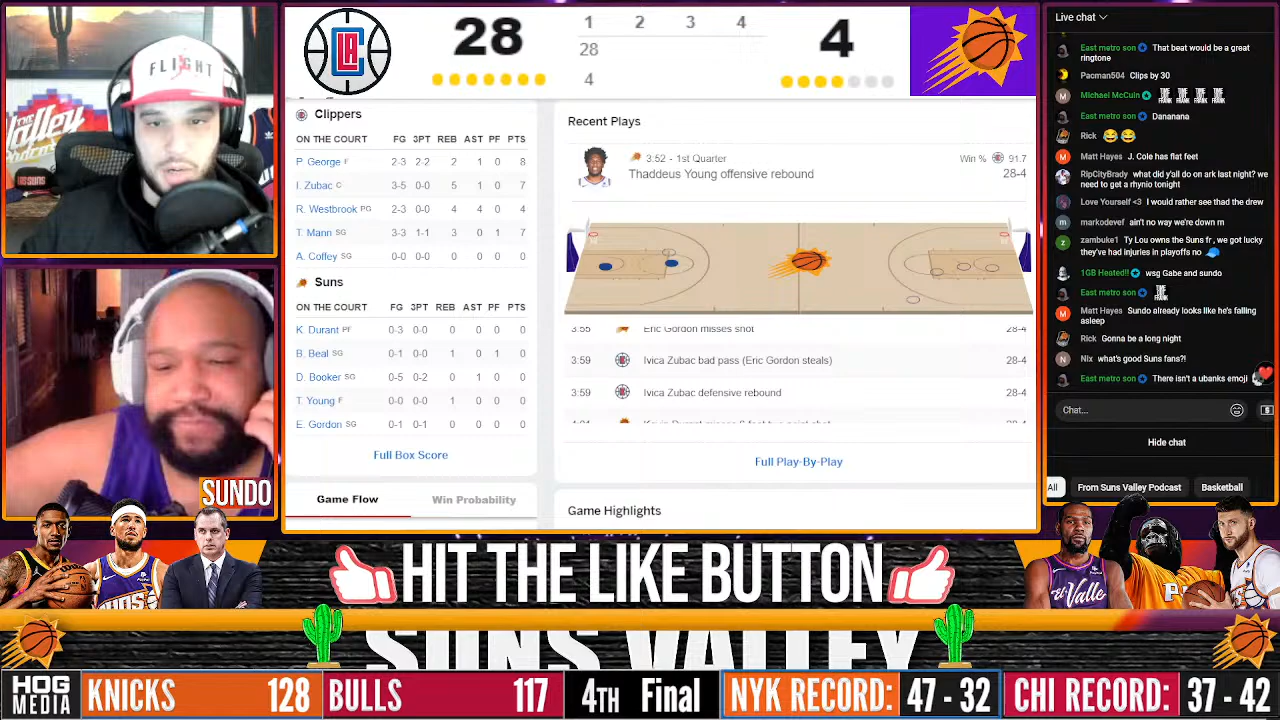 FLIGHT
The Valley
SUNDO
LA
28
1 2 3 4
28
4
4
Clippers
ON THE COURT FG 3PT REB AST PF PTS
P. George F 2-3 2-2 2 1 0 8
I. Zubac C 3-5 0-0 5 1 0 7
R. Westbrook PG 2-3 0-0 4 4 0 4
T. Mann SG 3-3 1-1 3 0 1 7
A. Coffey SG 0-0 0-0 0 0 0 0
Suns
ON THE COURT FG 3PT REB AST PF PTS
K. Durant PF 0-3 0-0 0 0 0 0
B. Beal SG 0-1 0-0 1 0 1 0
D. Booker SG 0-5 0-2 0 1 0 0
T. Young F 0-0 0-0 1 0 0 0
E. Gordon SG 0-1 0-1 0 0 0 0
Full Box Score
Game Flow Win Probability
Recent Plays
3:52 - 1st Quarter Win % 91.7
Thaddeus Young offensive rebound 28-4
3:55 Eric Gordon misses shot 28-4
3:59 Ivica Zubac bad pass (Eric Gordon steals) 28-4
3:59 Ivica Zubac defensive rebound 28-4
Full Play-By-Play
Game Highlights
Live chat
East metro son That beat would be a great
ringtone
Pacman504 Clips by 30
Michael McCuin
East metro son Dananana
Rick 😂😂
Matt Hayes J. Cole has flat feet
RipCityBrady what did y'all do on ark last night? we
need to get a rhynio tonight
Love Yourself <3 I would rather see thad the drew
markodevef ain't no way we're down rn
zambuke1 Ty Lou owns the Suns fr , we got lucky
they've had injuries in playoffs no 🧢
1GB Heated!! wsg Gabe and sundo
East metro son
Matt Hayes Sundo already looks like he's falling
asleep
Rick Gonna be a long night
Nix what's good Suns fans?!
East metro son There isn't a ubanks emoji
Chat...
Hide chat
All From Suns Valley Podcast Basketball
HIT THE LIKE BUTTON
SUNS VALLEY
HOG
MEDIA
KNICKS 128 BULLS 117 4TH Final NYK RECORD: 47 - 32 CHI RECORD: 37 - 42